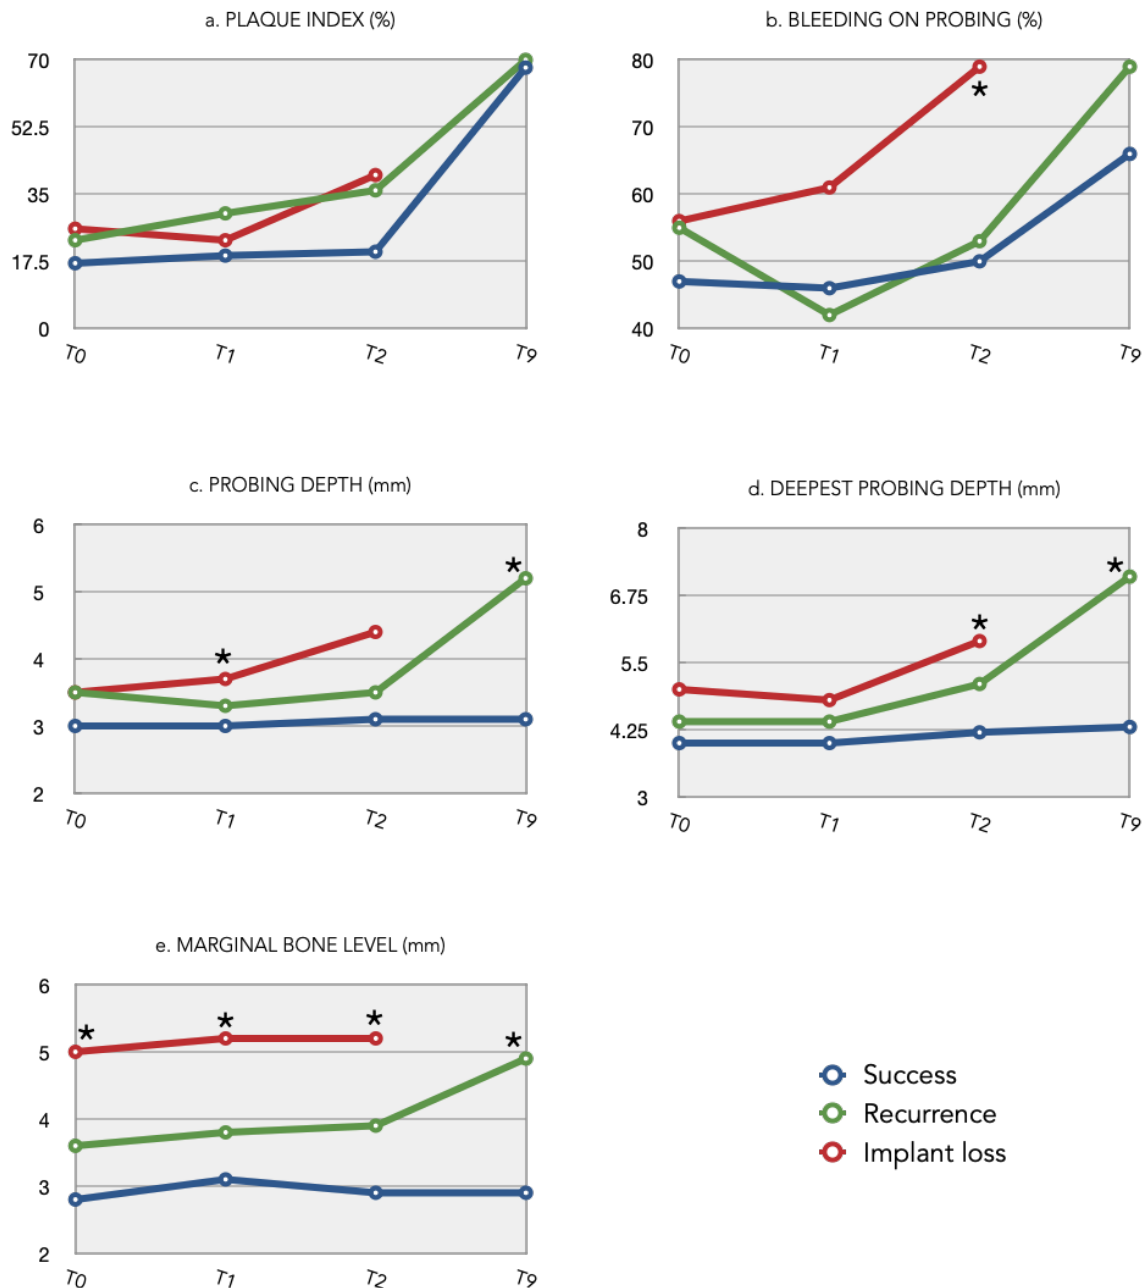 a. PLAQUE INDEX (%)
70
52.5
35
17.5
0
T0 T1 T2 T9
b. BLEEDING ON PROBING (%)
80
70
60
50
40
*
T0 T1 T2 T9
c. PROBING DEPTH (mm)
6
5
4
3
2
* *
T0 T1 T2 T9
d. DEEPEST PROBING DEPTH (mm)
8
6.75
5.5
4.25
3
* *
T0 T1 T2 T9
e. MARGINAL BONE LEVEL (mm)
6
5
4
3
2
* * * *
T0 T1 T2 T9
Success
Recurrence
Implant loss